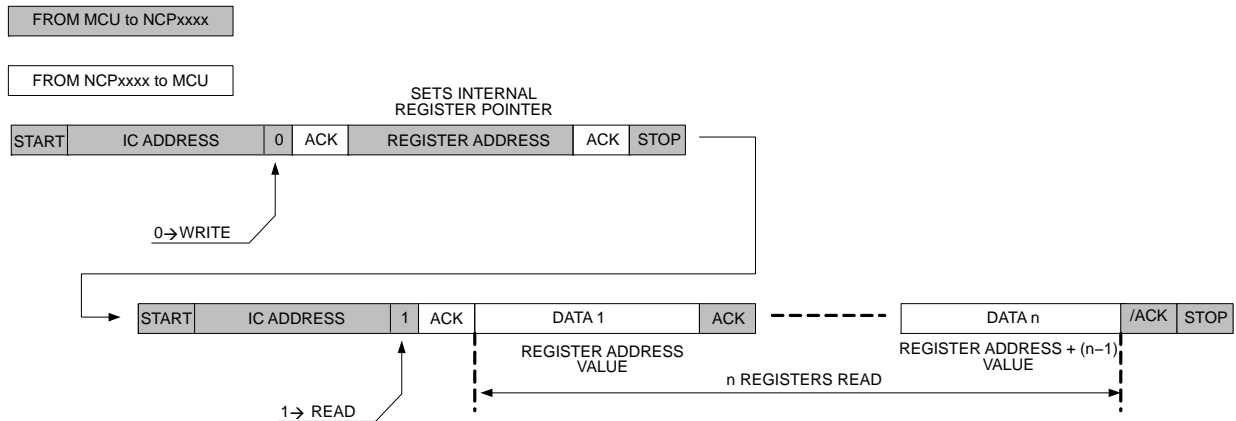 FROM MCU to NCPxxxx
FROM NCPxxxx to MCU
SETS INTERNAL
REGISTER POINTER
START IC ADDRESS 0 ACK REGISTER ADDRESS ACK STOP
0→WRITE
START IC ADDRESS 1 ACK DATA 1 ACK DATA n /ACK STOP
REGISTER ADDRESS
VALUE
REGISTER ADDRESS + (n–1)
VALUE
n REGISTERS READ
1→ READ